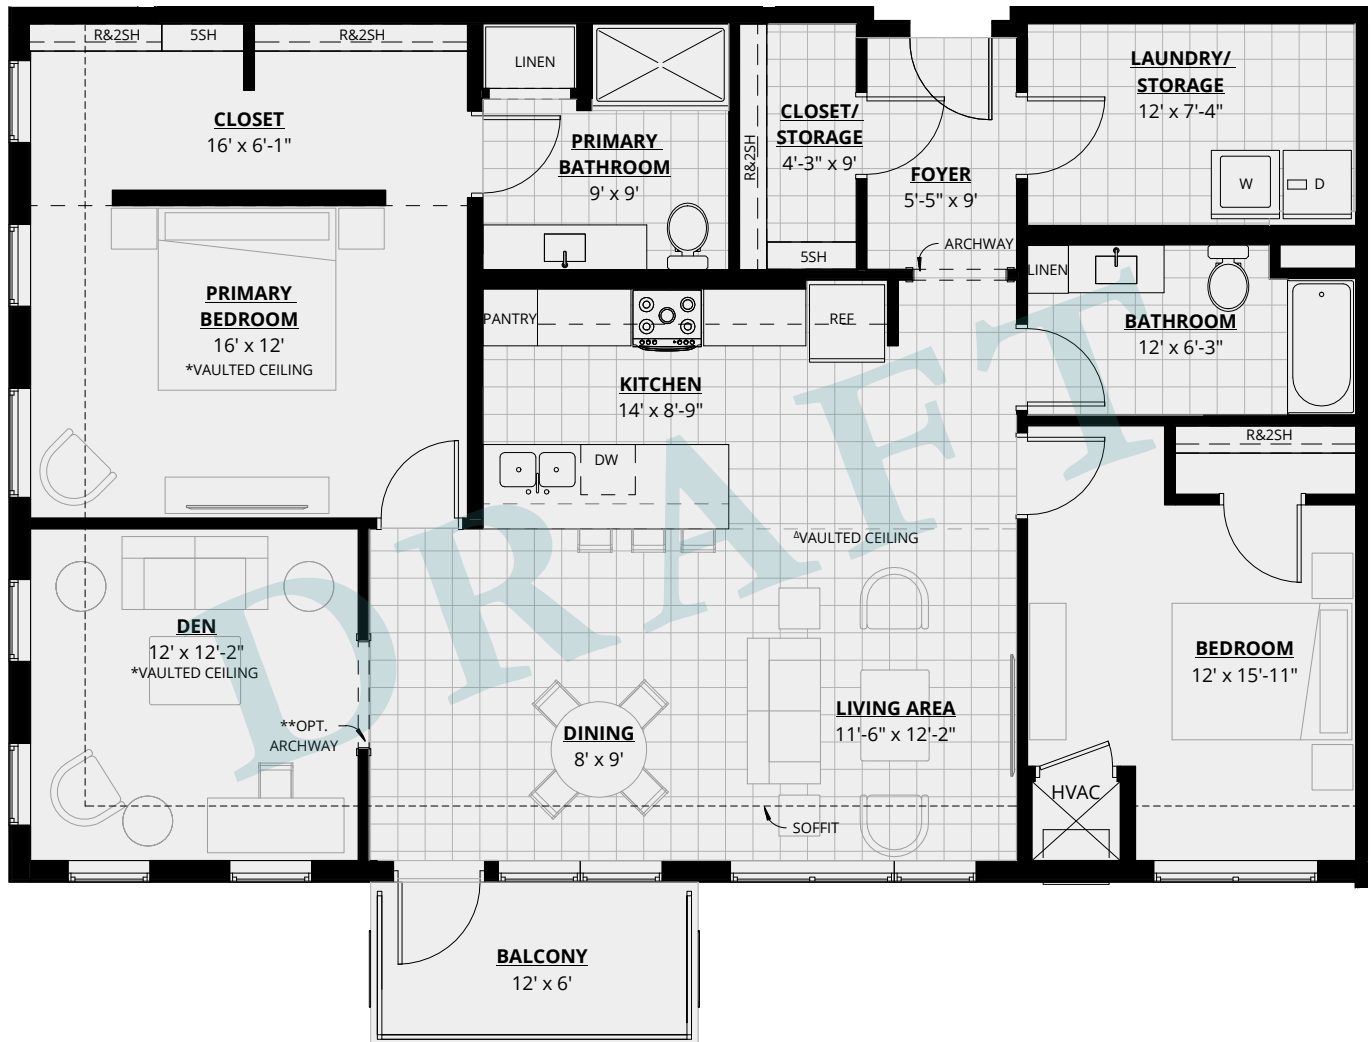 R&2SH
5SH
R&2SH
CLOSET
16' x 6'-1"
LINEN
PRIMARY
BATHROOM
9' x 9'
R&2SH
CLOSET/
STORAGE
4'-3" x 9'
5SH
FOYER
5'-5" x 9'
ARCHWAY
LAUNDRY/
STORAGE
12' x 7'-4"
W
D
PRIMARY
BEDROOM
16' x 12'
*VAULTED CEILING
PANTRY
REF
KITCHEN
14' x 8'-9"
DW
LINEN
BATHROOM
12' x 6'-3"
R&2SH
ᐞVAULTED CEILING
DEN
12' x 12'-2"
*VAULTED CEILING
**OPT.
ARCHWAY
DINING
8' x 9'
LIVING AREA
11'-6" x 12'-2"
SOFFIT
BEDROOM
12' x 15'-11"
HVAC
BALCONY
12' x 6'
DRAFT